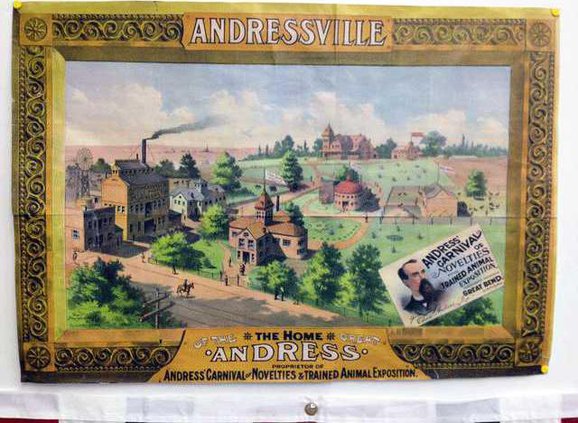 ANDRESSVILLE
ANDRESS'
CARNIVAL
OF
NOVELTIES
AND
TRAINED ANIMAL
EXPOSITION.
GREAT BEND
OF THE THE HOME GREAT
ANDRESS.
PROPRIETOR OF
ANDRESS CARNIVAL OF NOVELTIES & TRAINED ANIMAL EXPOSITION.